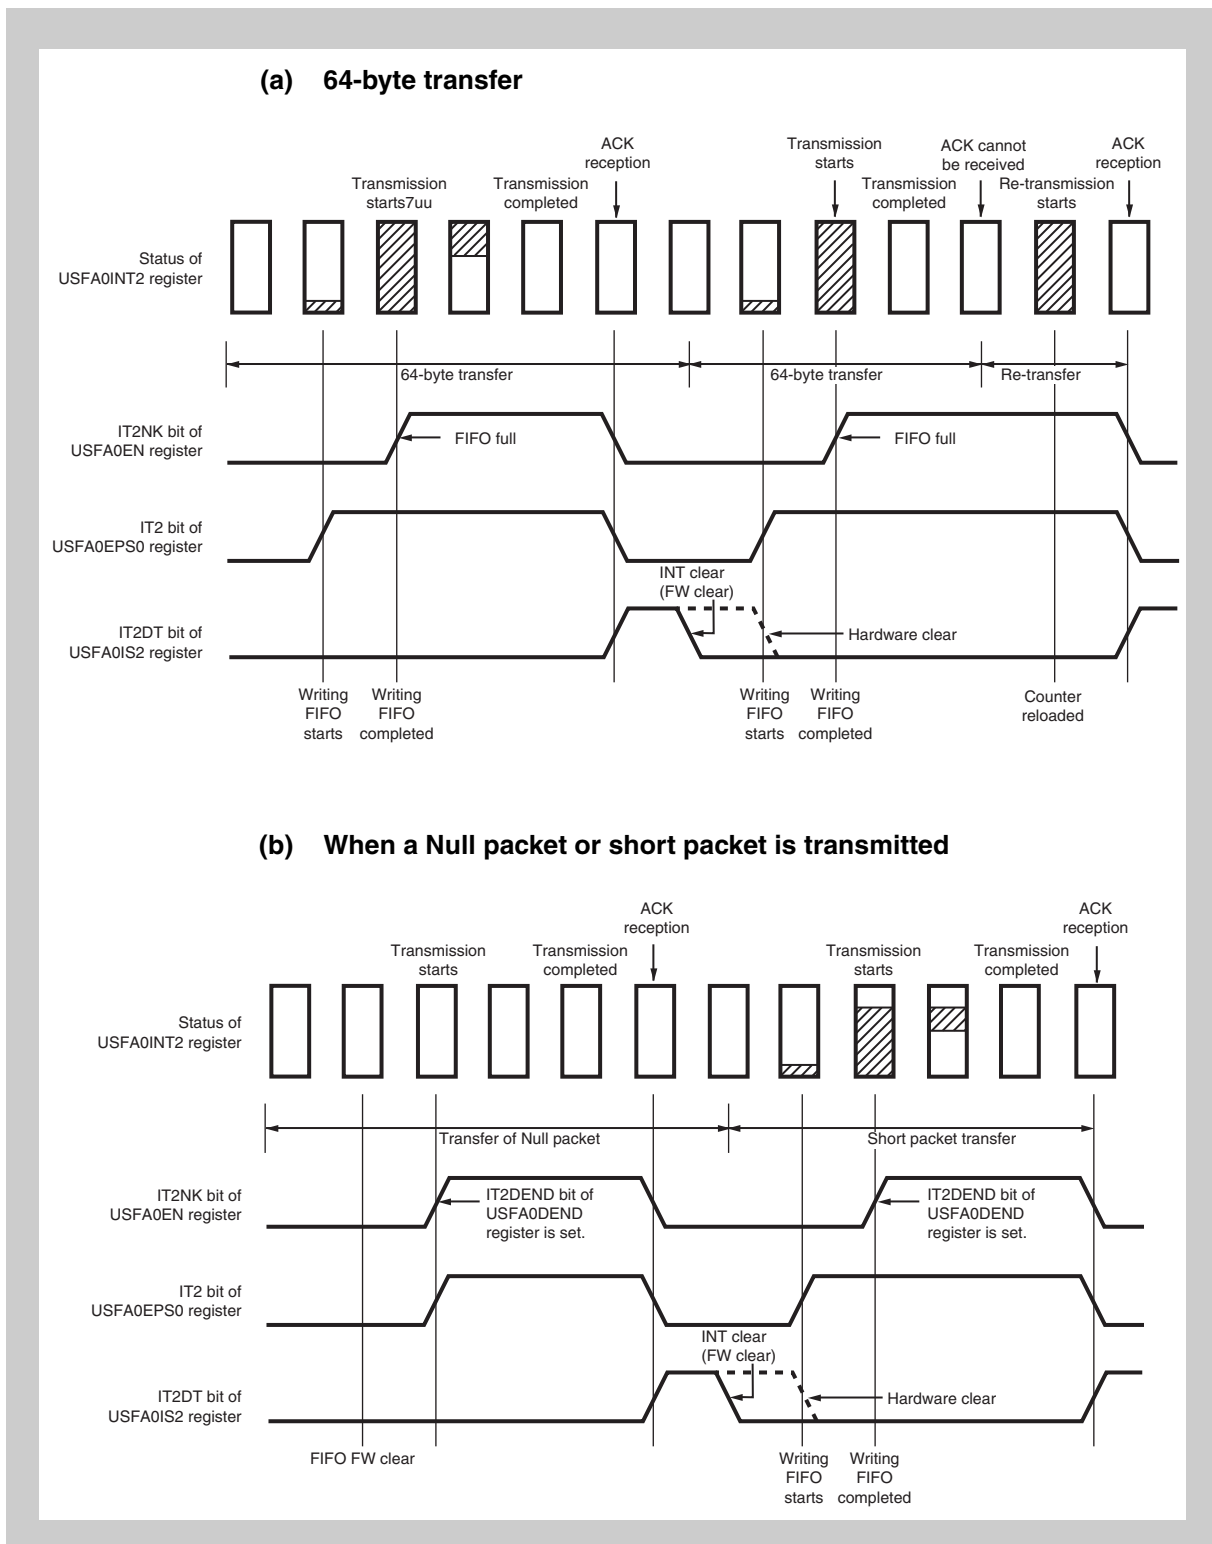 (a) 64-byte transfer
ACK
reception
Transmission
starts
ACK cannot
be received
ACK
reception
Transmission
starts7uu
Transmission
completed
Transmission
completed
Re-transmission
starts
Status of
USFA0INT2 register
64-byte transfer
64-byte transfer
Re-transfer
IT2NK bit of
USFA0EN register
FIFO full
FIFO full
IT2 bit of
USFA0EPS0 register
INT clear
(FW clear)
IT2DT bit of
USFA0IS2 register
Hardware clear
Writing
FIFO
starts
Writing
FIFO
completed
Writing
FIFO
starts
Writing
FIFO
completed
Counter
reloaded
(b) When a Null packet or short packet is transmitted
ACK
reception
ACK
reception
Transmission
starts
Transmission
completed
Transmission
starts
Transmission
completed
Status of
USFA0INT2 register
Transfer of Null packet
Short packet transfer
IT2NK bit of
USFA0EN register
IT2DEND bit of
USFA0DEND
register is set.
IT2DEND bit of
USFA0DEND
register is set.
IT2 bit of
USFA0EPS0 register
INT clear
(FW clear)
IT2DT bit of
USFA0IS2 register
Hardware clear
FIFO FW clear
Writing
FIFO
starts
Writing
FIFO
completed